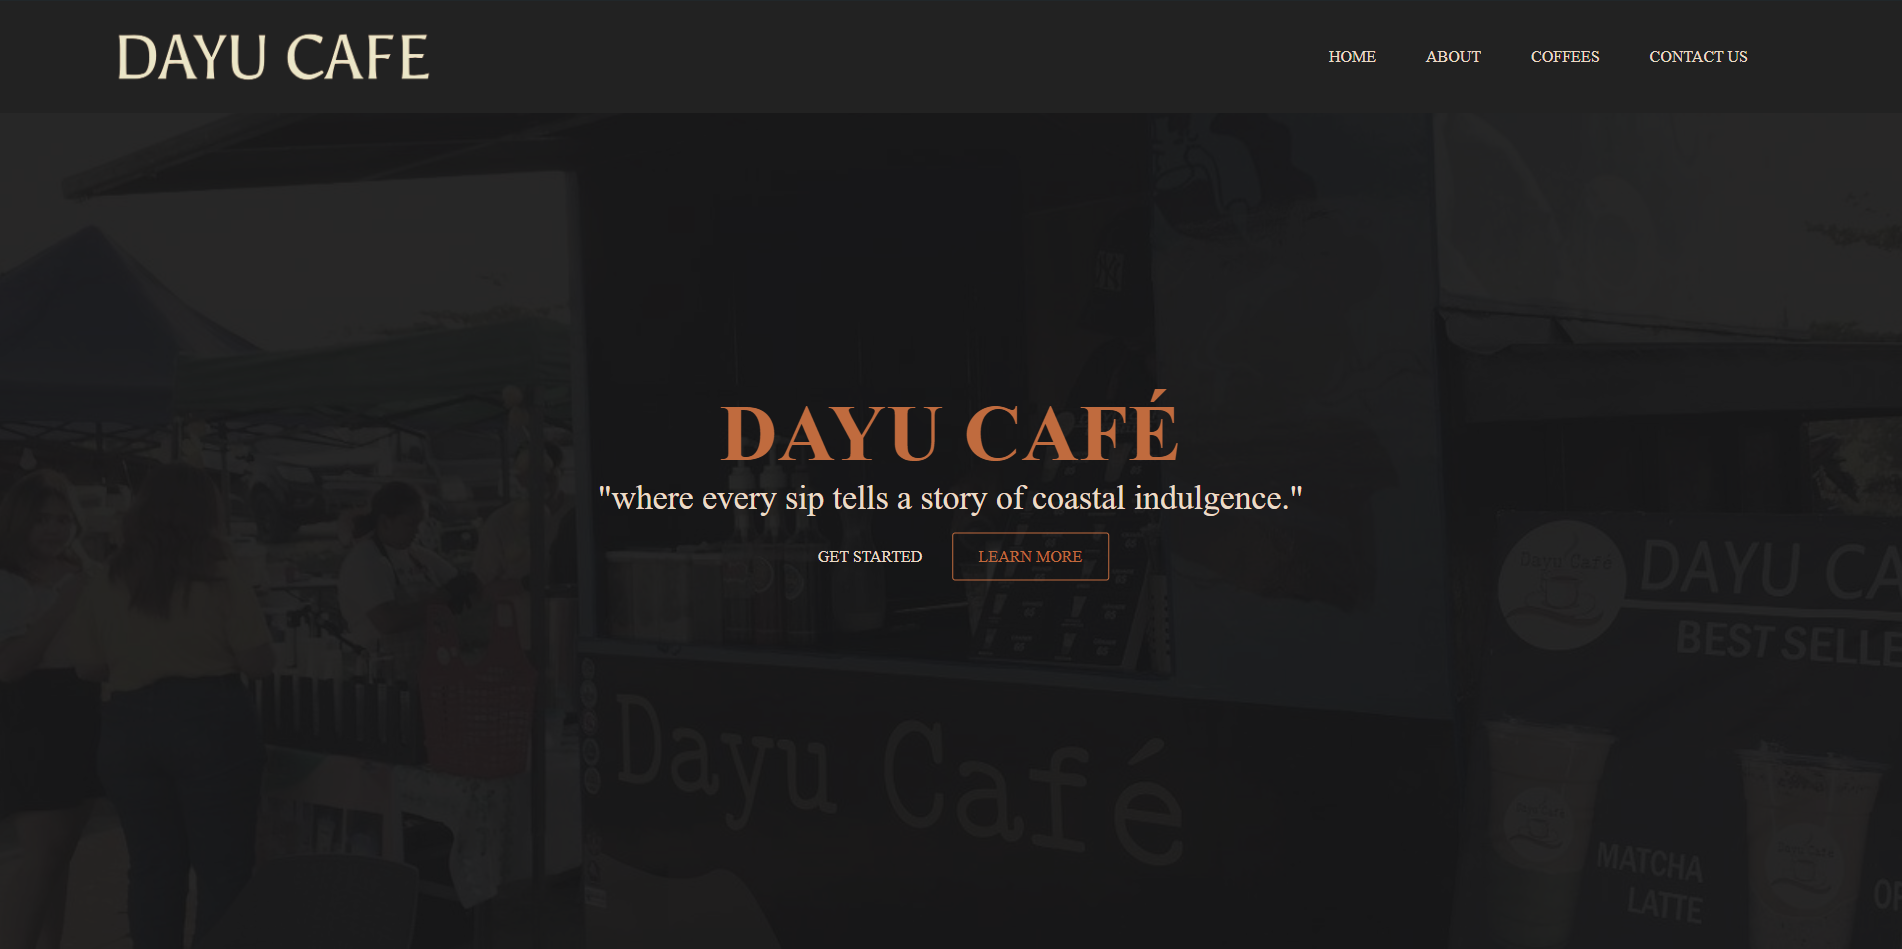 DAYU CAFE
HOME ABOUT COFFEES CONTACT US
DAYU CAFÉ
"where every sip tells a story of coastal indulgence."
GET STARTED LEARN MORE
Dayu Café
DAYU CA
BEST SELLE
Dayu Café
MATCHA
LATTE